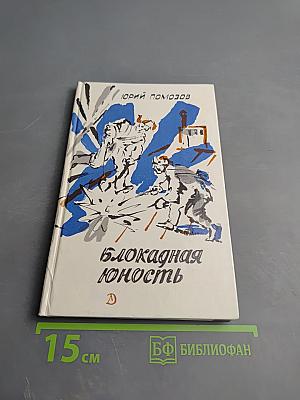 ЮРИЙ ПОМОЗОВ
БЛОКАДНАЯ
ЮНОСТЬ
Д
15 см
БФ БИБЛИОФАН